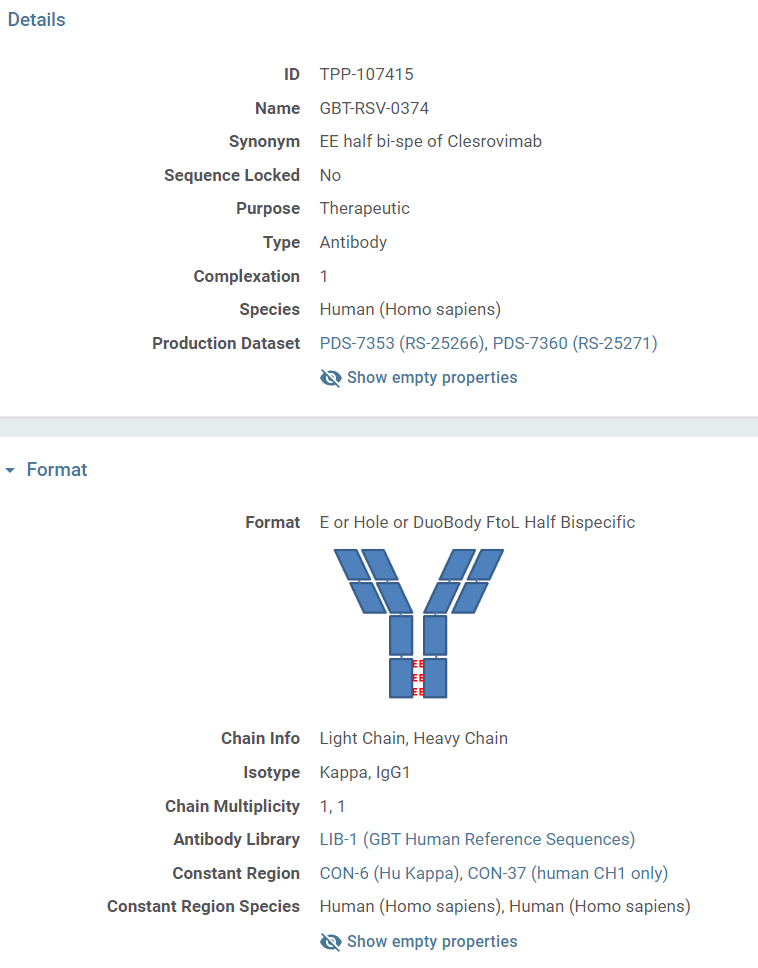 Details
ID TPP-107415
Name GBT-RSV-0374
Synonym EE half bi-spe of Clesrovimab
Sequence Locked No
Purpose Therapeutic
Type Antibody
Complexation 1
Species Human (Homo sapiens)
Production Dataset PDS-7353 (RS-25266), PDS-7360 (RS-25271)
Show empty properties
Format
Format E or Hole or DuoBody FtoL Half Bispecific
EE
EE
EE
Chain Info Light Chain, Heavy Chain
Isotype Kappa, IgG1
Chain Multiplicity 1, 1
Antibody Library LIB-1 (GBT Human Reference Sequences)
Constant Region CON-6 (Hu Kappa), CON-37 (human CH1 only)
Constant Region Species Human (Homo sapiens), Human (Homo sapiens)
Show empty properties